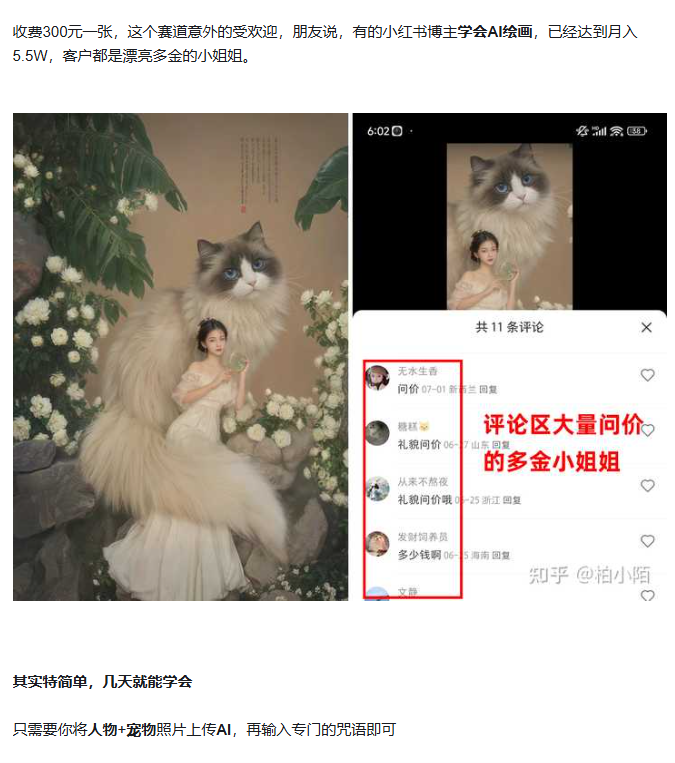 收费300元一张，这个赛道意外的受欢迎，朋友说，有的小红书博主学会AI绘画，已经达到月入
5.5W，客户都是漂亮多金的小姐姐。
6:02
38
共 11 条评论
无水生香
问价 07-01 新西兰 回复
糖糕
礼貌问价 06-27 山东 回复
从来不熬夜
礼貌问价哦 06-25 浙江 回复
发财饲养员
多少钱啊 06-25 海南 回复
文静
评论区大量问价
的多金小姐姐
知乎 @柏小陌
其实特简单，几天就能学会
只需要你将人物+宠物照片上传AI，再输入专门的咒语即可